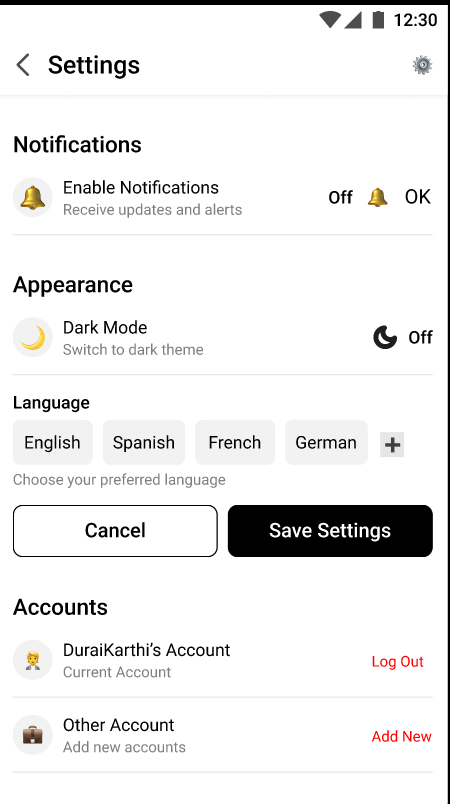 12:30
Settings
Notifications
Enable Notifications
Receive updates and alerts
Off OK
Appearance
Dark Mode
Switch to dark theme
Off
Language
English Spanish French German
Choose your preferred language
Cancel Save Settings
Accounts
DuraiKarthi’s Account
Current Account
Log Out
Other Account
Add new accounts
Add New